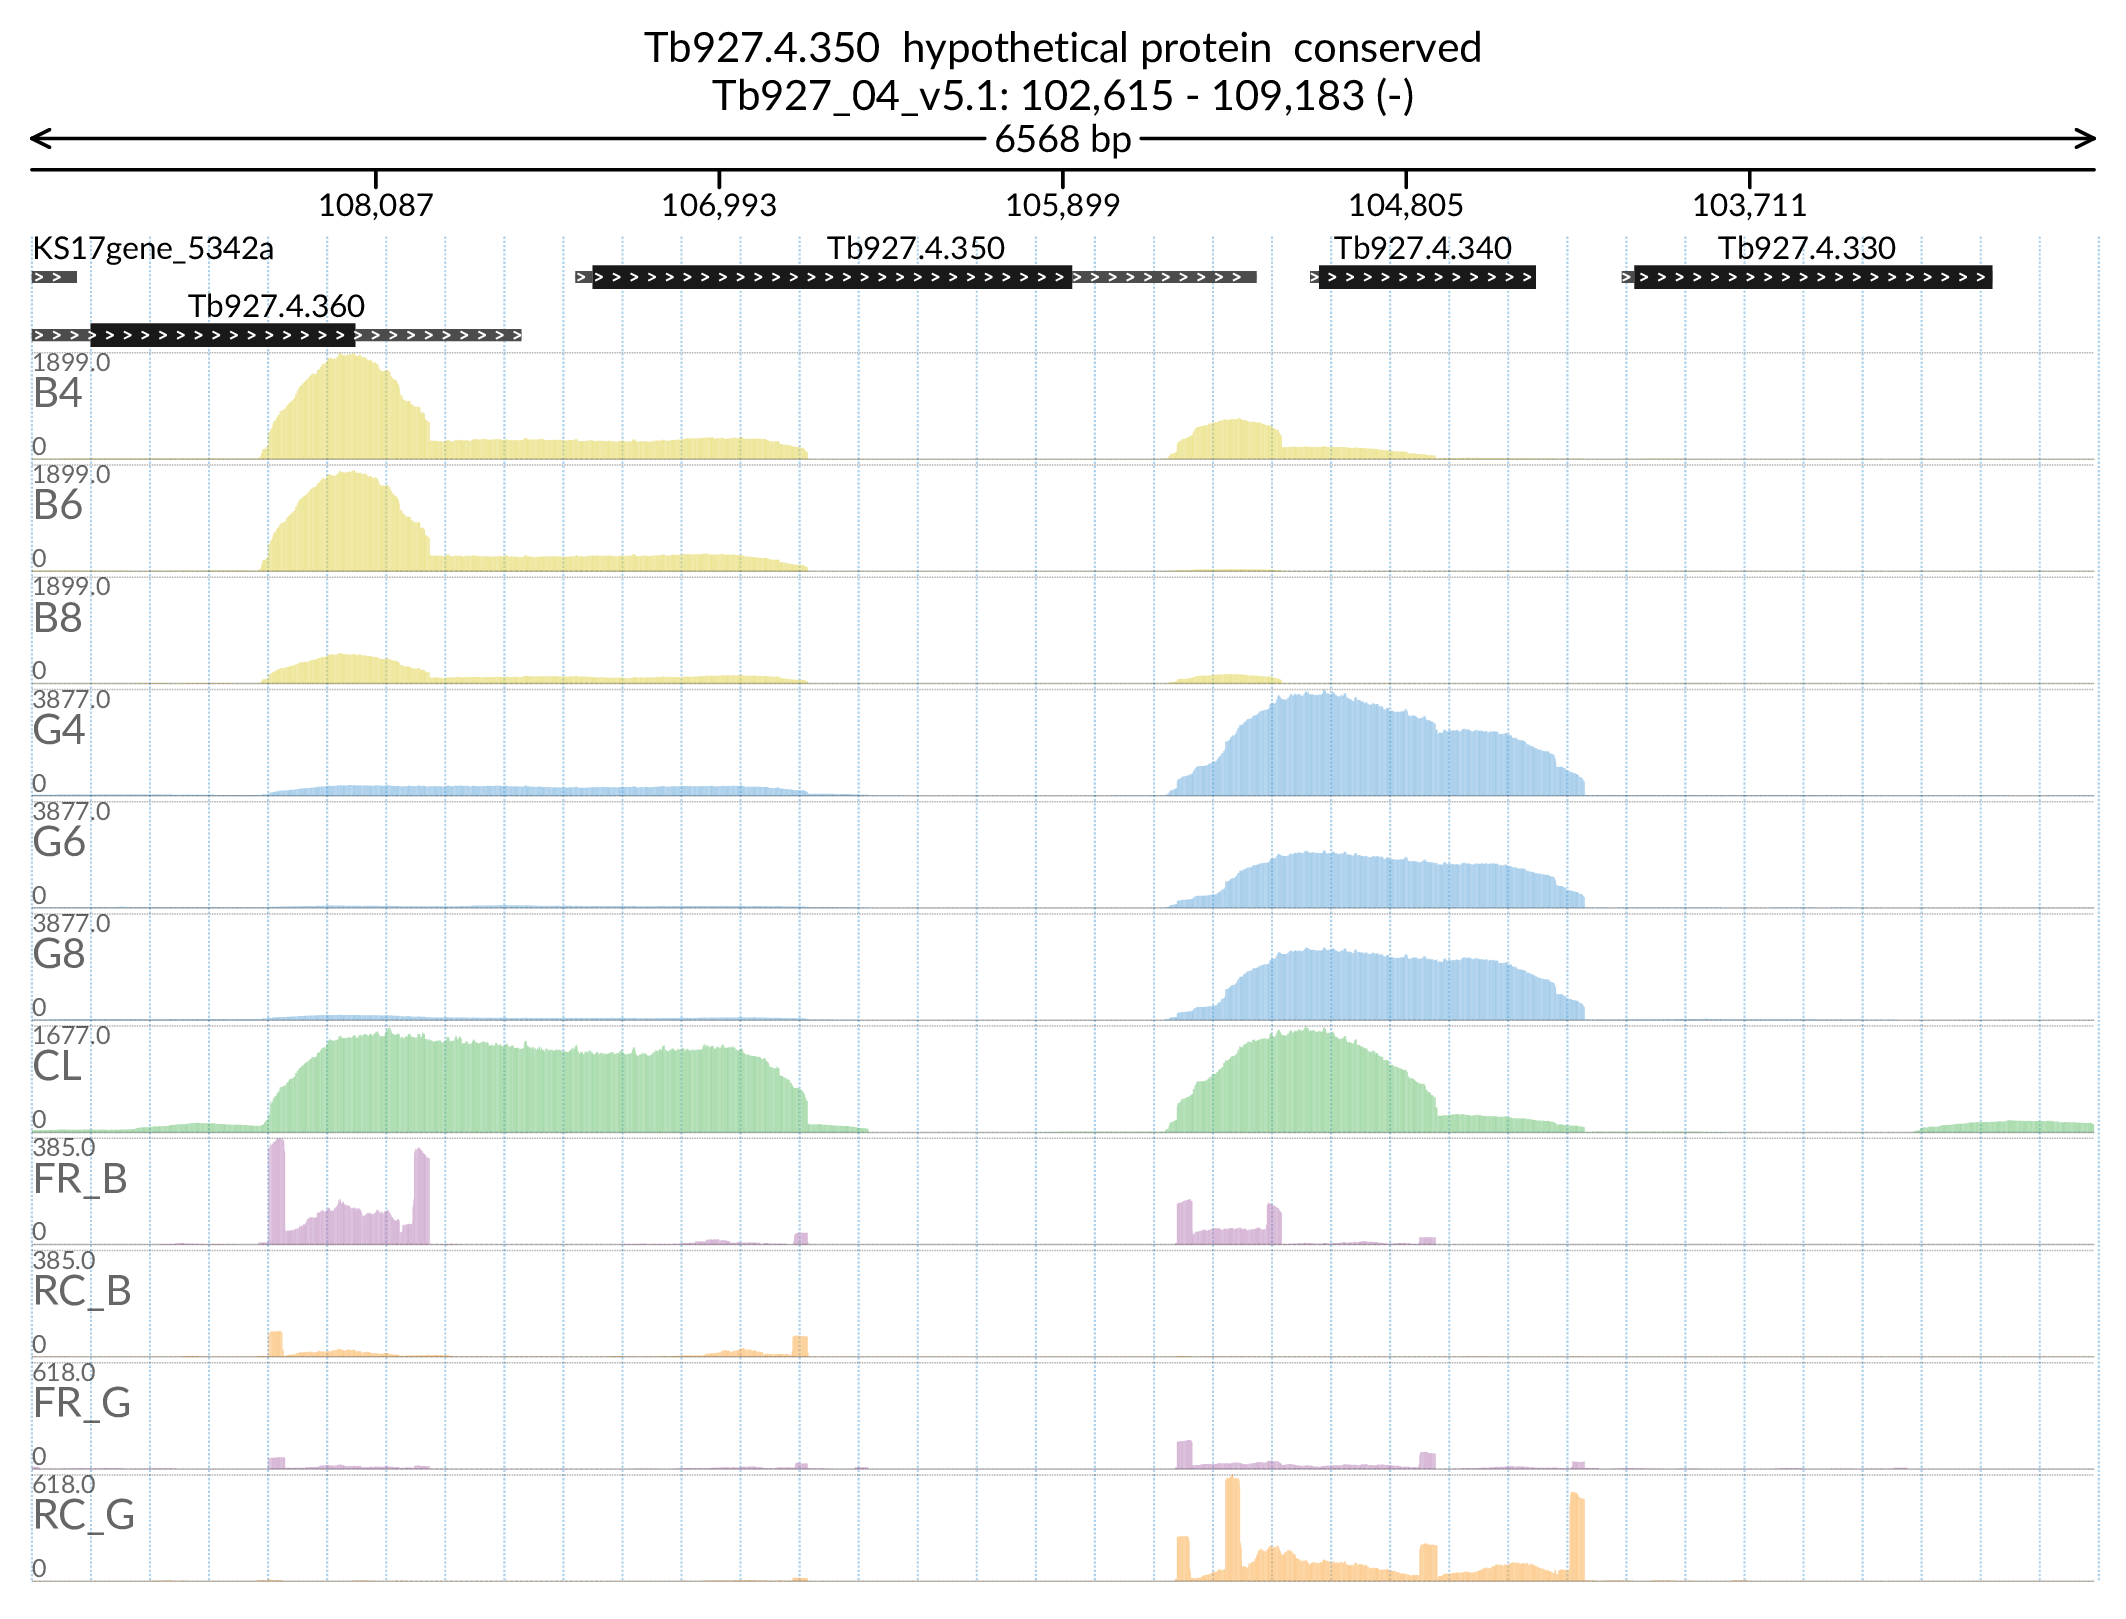 Tb927.4.350  hypothetical protein  conserved
Tb927_04_v5.1: 102,615 - 109,183 (-)
6568 bp
108,087 106,993 105,899 104,805 103,711
KS17gene_5342a Tb927.4.350 Tb927.4.340 Tb927.4.330
Tb927.4.360
1899.0
B4
0
1899.0
B6
0
1899.0
B8
0
3877.0
G4
0
3877.0
G6
0
3877.0
G8
0
1677.0
CL
0
385.0
FR_B
0
385.0
RC_B
0
618.0
FR_G
0
618.0
RC_G
0